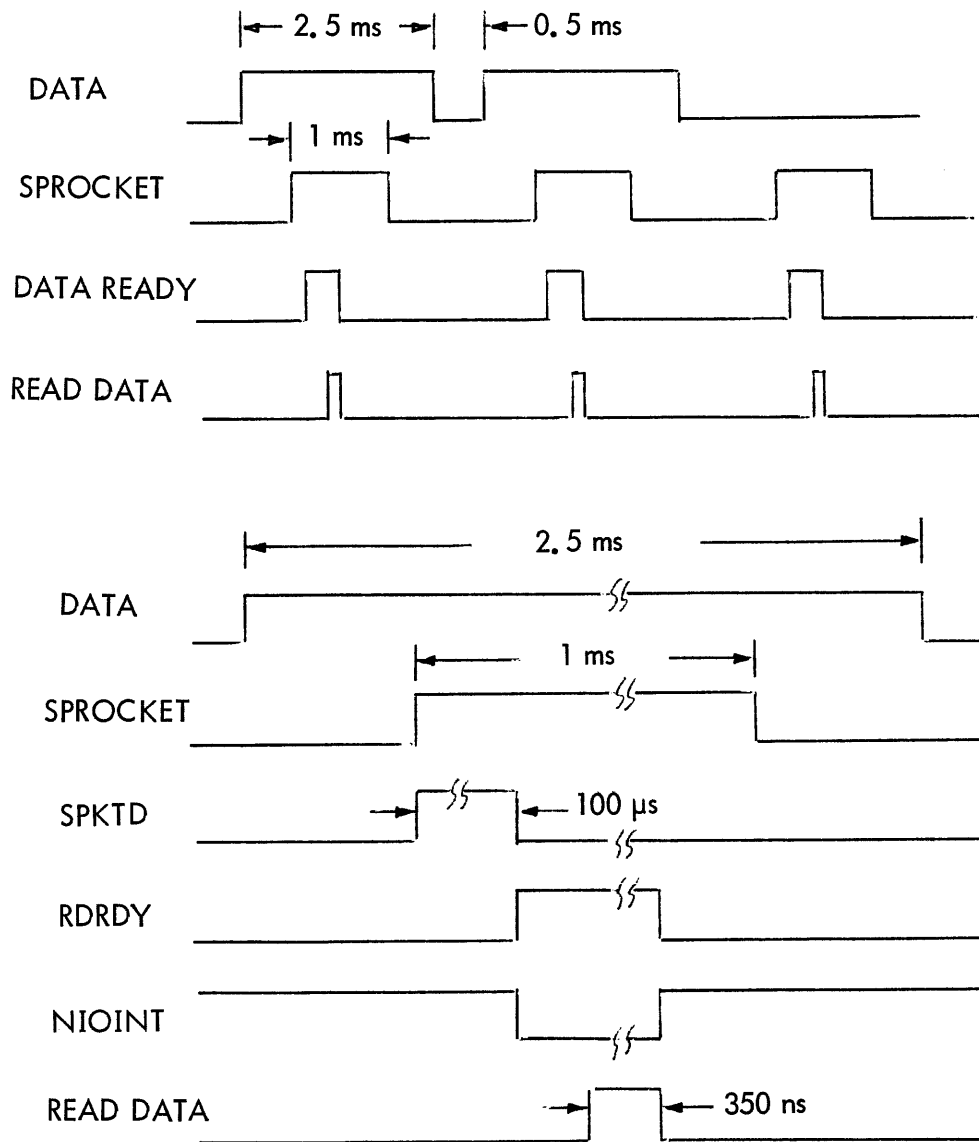 2.5 ms
0.5 ms
DATA
1 ms
SPROCKET
DATA READY
READ DATA
2.5 ms
DATA
1 ms
SPROCKET
SPKTD
100 µs
RDRDY
NIOINT
READ DATA
350 ns